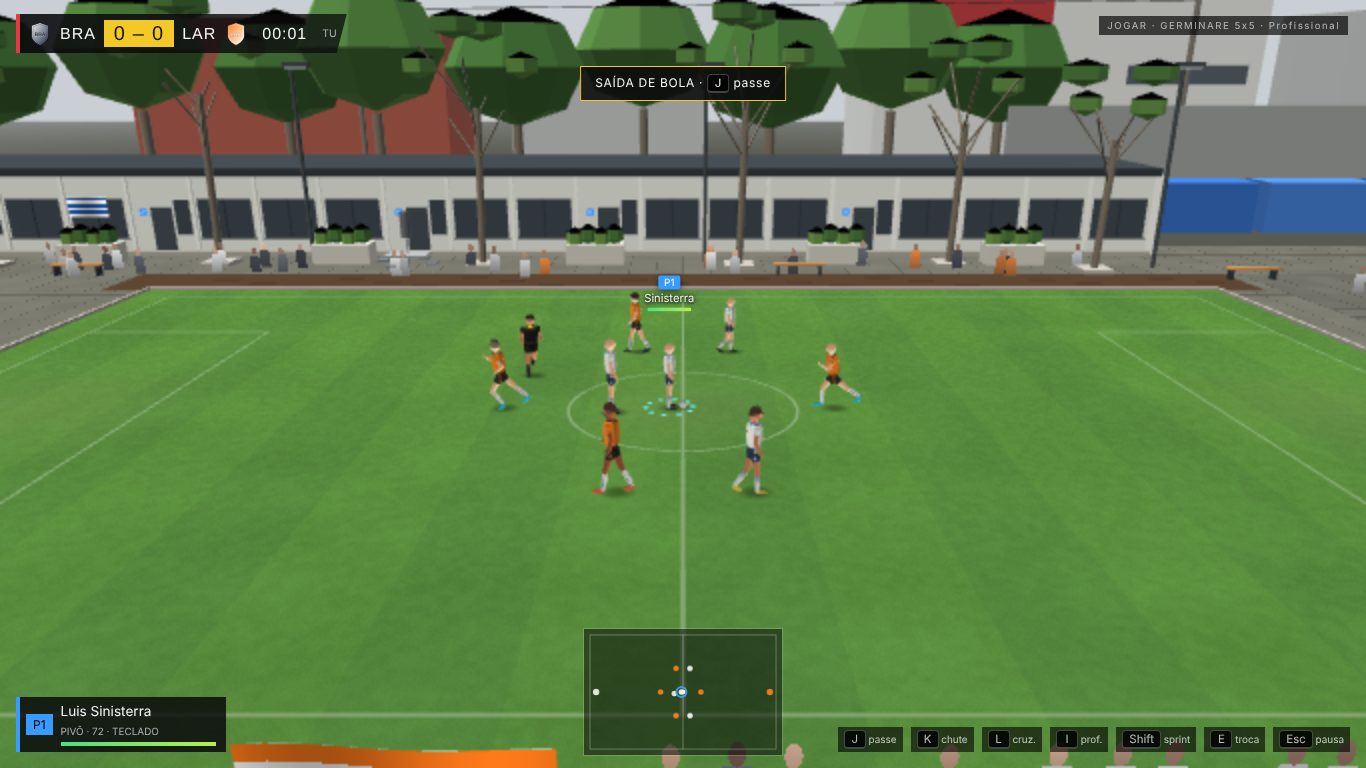 BRA 0 – 0 LAR 00:01 TU
JOGAR · GERMINARE 5x5 · Profissional
SAÍDA DE BOLA · J passe
P1
Sinisterra
P1
Luis Sinisterra
PIVÔ · 72 · TECLADO
J passe K chute L cruz. I prof. Shift sprint E troca Esc pausa